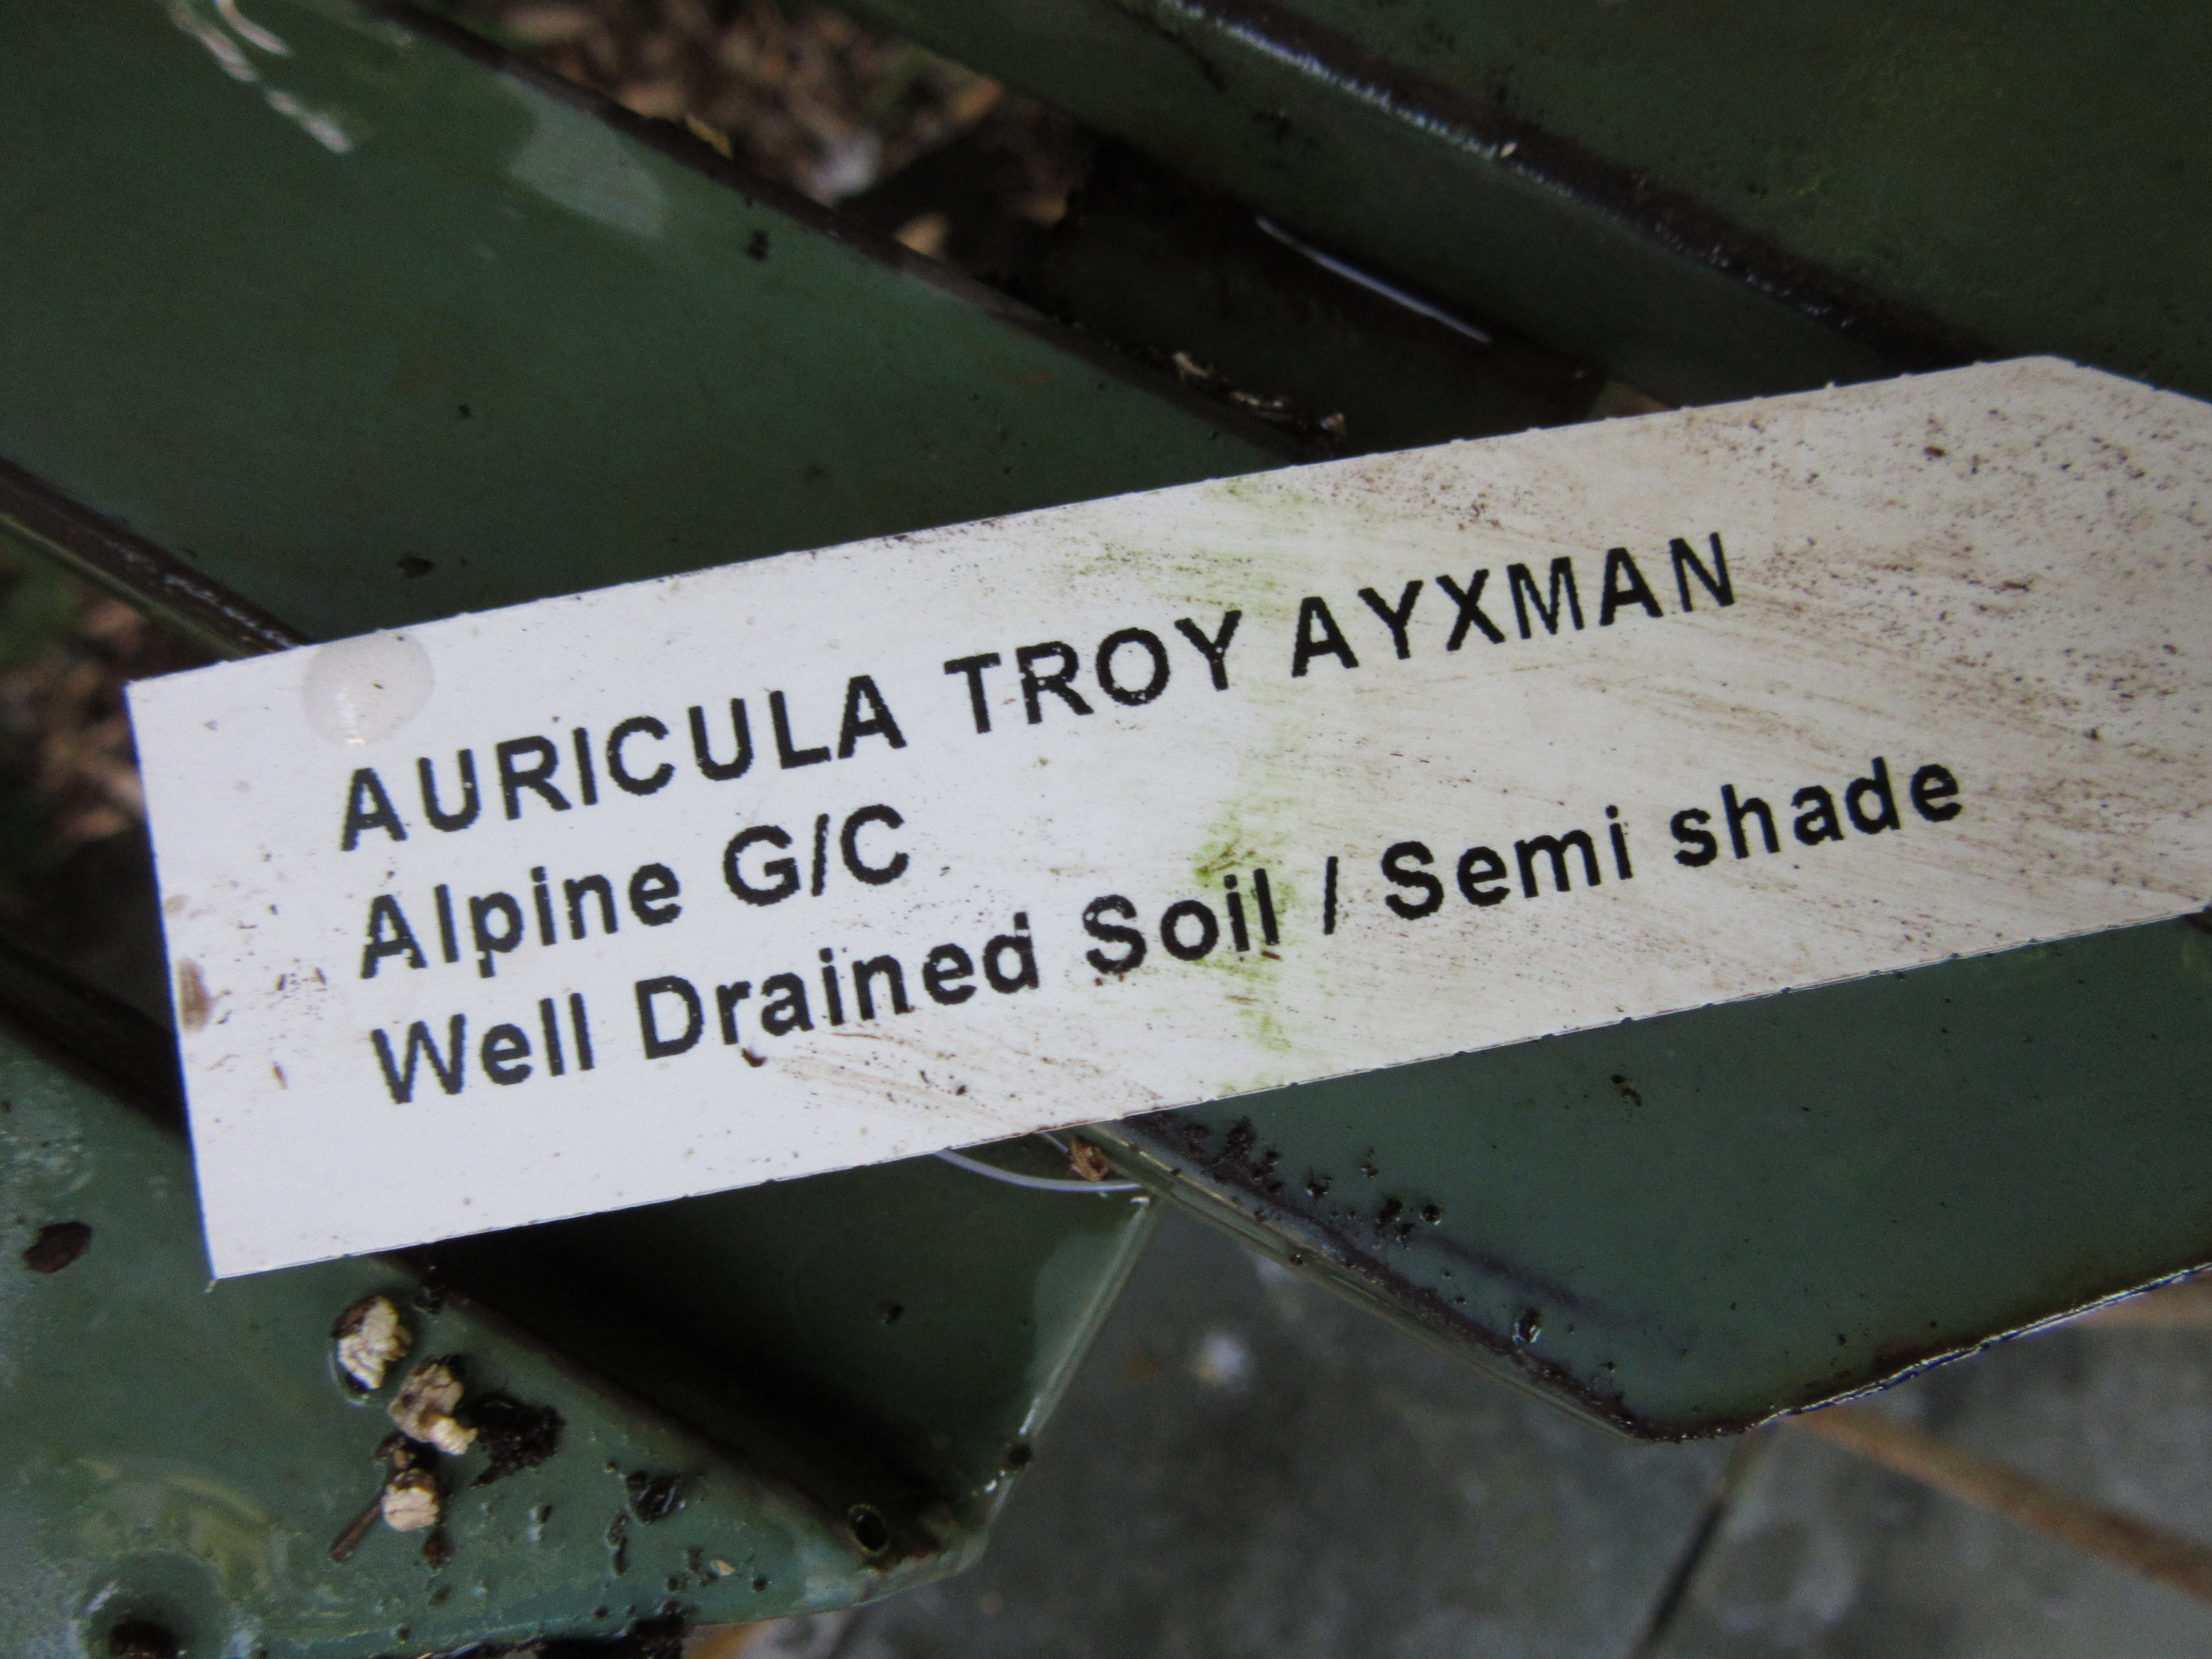 AURICULA TROY AYXMAN
Alpine G/C
Well Drained Soil / Semi shade